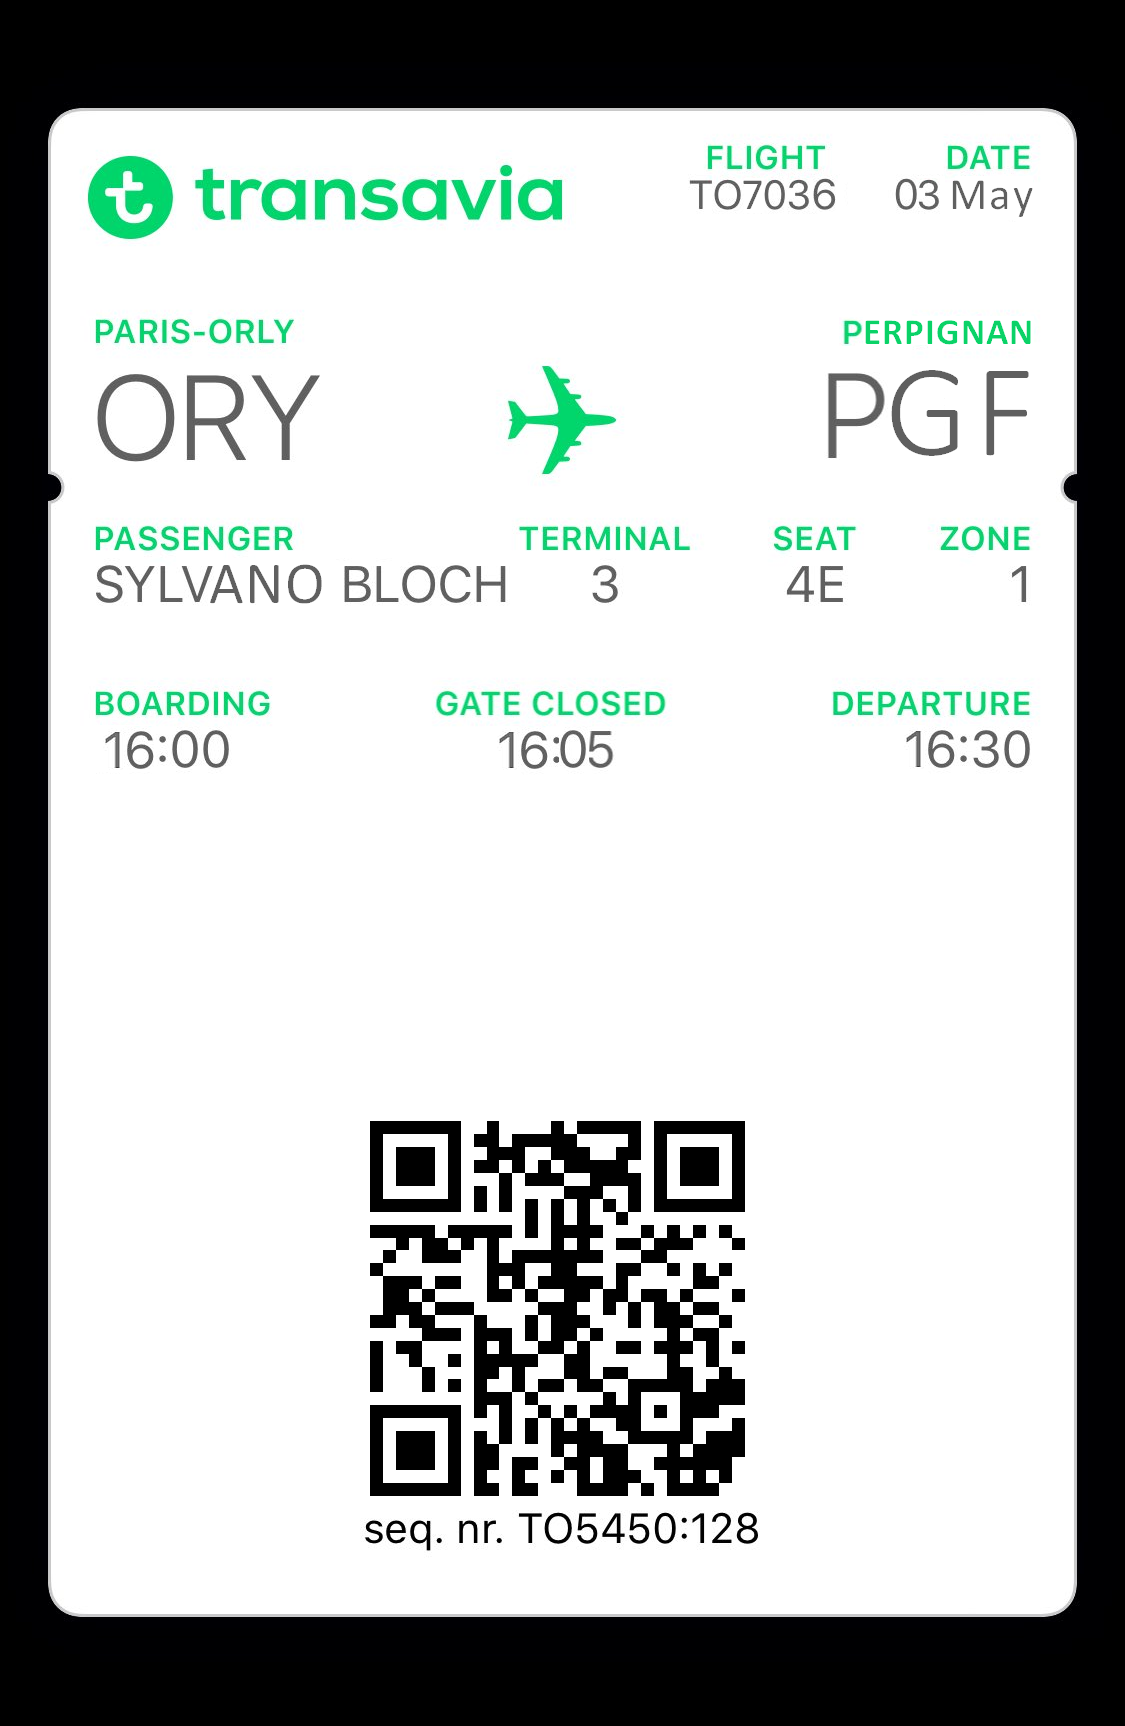 transavia
FLIGHT DATE
TO7036 03 May
PARIS-ORLY PERPIGNAN
ORY PGF
PASSENGER TERMINAL SEAT ZONE
SYLVANO BLOCH 3 4E 1
BOARDING GATE CLOSED DEPARTURE
16:00 16:05 16:30
seq. nr. TO5450:128